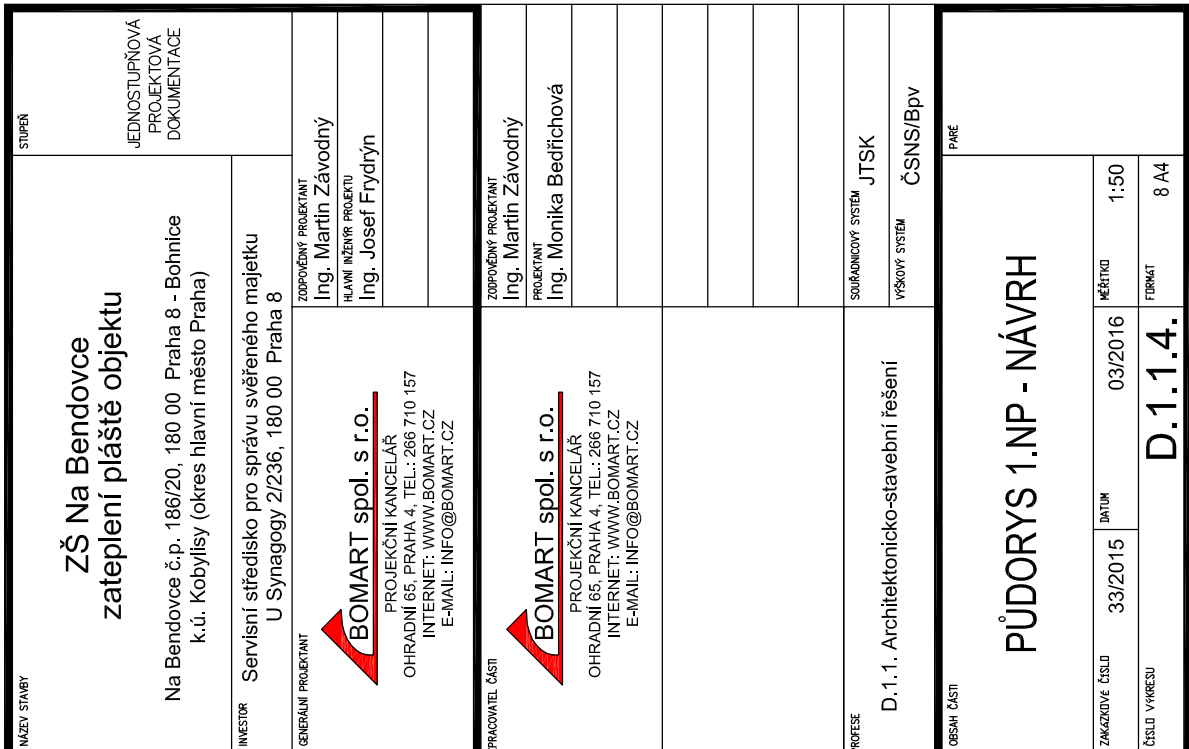 NÁZEV STAVBY
ZŠ Na Bendovce
zateplení pláště objektu
Na Bendovce č.p. 186/20, 180 00 Praha 8 - Bohnice
k.ú. Kobylisy (okres hlavní město Praha)
STUPEŇ
JEDNOSTUPŇOVÁ
PROJEKTOVÁ
DOKUMENTACE
INVESTOR
Servisní středisko pro správu svěřeného majetku
U Synagogy 2/236, 180 00 Praha 8
GENERÁLNÍ PROJEKTANT
BOMART spol. s r.o.
PROJEKČNÍ KANCELÁŘ
OHRADNÍ 65, PRAHA 4, TEL.: 266 710 157
INTERNET: WWW.BOMART.CZ
E-MAIL: INFO@BOMART.CZ
ZODPOVĚDNÝ PROJEKTANT
Ing. Martin Závodný
HLAVNÍ INŽENÝR PROJEKTU
Ing. Josef Frydrýn
ZPRACOVATEL ČÁSTI
BOMART spol. s r.o.
PROJEKČNÍ KANCELÁŘ
OHRADNÍ 65, PRAHA 4, TEL.: 266 710 157
INTERNET: WWW.BOMART.CZ
E-MAIL: INFO@BOMART.CZ
ZODPOVĚDNÝ PROJEKTANT
Ing. Martin Závodný
PROJEKTANT
Ing. Monika Bedřichová
PROFESE
D.1.1. Architektonicko-stavební řešení
SOUŘADNICOVÝ SYSTÉM JTSK
VÝŠKOVÝ SYSTÉM ČSNS/Bpv
OBSAH ČÁSTI
PŮDORYS 1.NP - NÁVRH
PARÉ
ZAKÁZKOVÉ ČÍSLO 33/2015
DATUM 03/2016
MĚŘÍTKO 1:50
ČÍSLO VÝKRESU D.1.1.4.
FORMÁT 8 A4